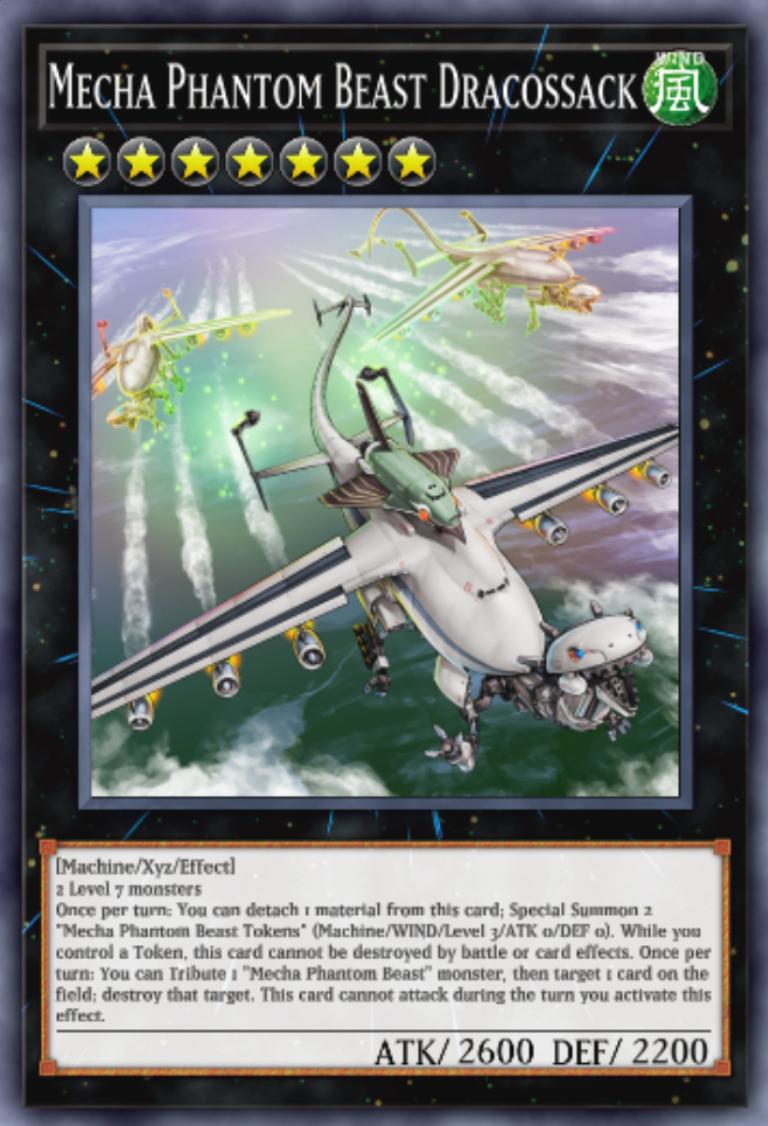 MECHA PHANTOM BEAST DRACOSSACK
WIND
風
[Machine/Xyz/Effect]
2 Level 7 monsters
Once per turn: You can detach 1 material from this card; Special Summon 2
"Mecha Phantom Beast Tokens" (Machine/WIND/Level 3/ATK 0/DEF 0). While you
control a Token, this card cannot be destroyed by battle or card effects. Once per
turn: You can Tribute 1 "Mecha Phantom Beast" monster, then target 1 card on the
field; destroy that target. This card cannot attack during the turn you activate this
effect.
ATK/ 2600 DEF/ 2200